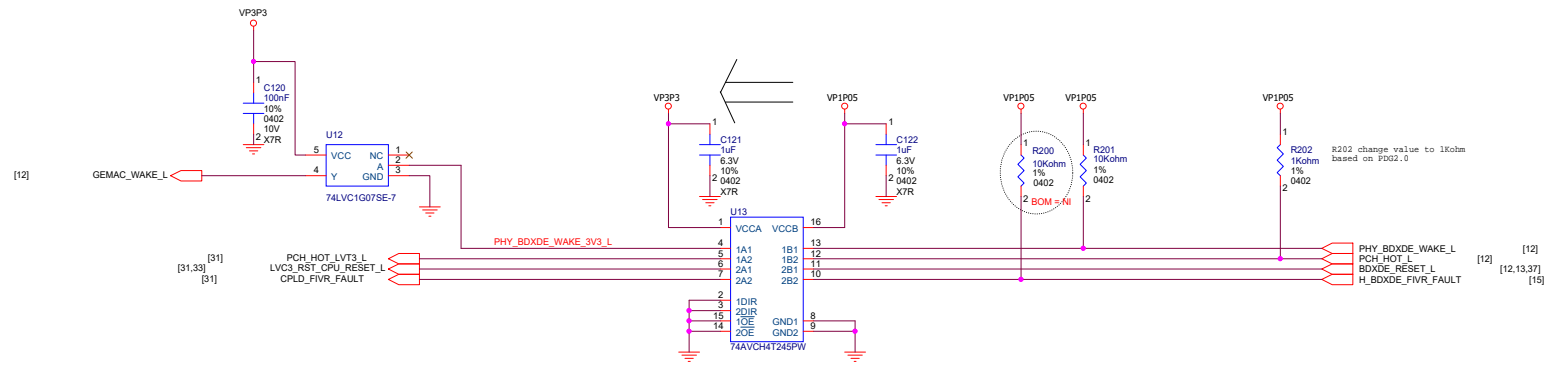 VP3P3
1
C120
100nF
10%
0402
10V
2 X7R
U12
5 VCC NC 1
A 2
4 Y GND 3
74LVC1G07SE-7
[12] GEMAC_WAKE_L
VP3P3
1
C121
1uF
6.3V
10%
0402
2 X7R
VP1P05
1
C122
1uF
6.3V
10%
0402
2 X7R
VP1P05
1
R200
10Kohm
1%
0402
2 BOM = NI
VP1P05
1
R201
10Kohm
1%
0402
2
VP1P05
1
R202
1Kohm
1%
0402
2
R202 change value to 1Kohm
based on PDG2.0
U13
1 VCCA VCCB 16
PHY_BDXDE_WAKE_3V3_L 4 1A1 1B1 13 PHY_BDXDE_WAKE_L [12]
[31] PCH_HOT_LVT3_L 5 1A2 1B2 12 PCH_HOT_L [12]
[31,33] LVC3_RST_CPU_RESET_L 6 2A1 2B1 11 BDXDE_RESET_L [12,13,37]
[31] CPLD_FIVR_FAULT 7 2A2 2B2 10 H_BDXDE_FIVR_FAULT [15]
2 1DIR
3 2DIR
15 1OE GND1 8
14 2OE GND2 9
74AVCH4T245PW